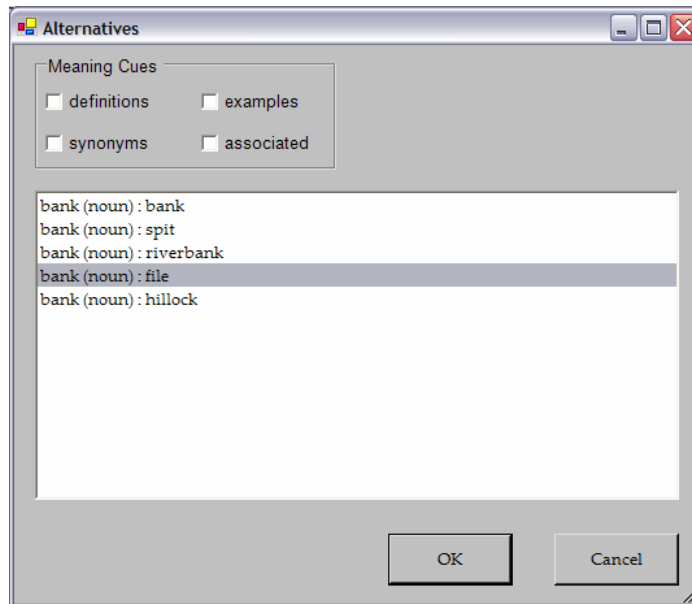 Alternatives
Meaning Cues
definitions
examples
synonyms
associated
bank (noun) : bank
bank (noun) : spit
bank (noun) : riverbank
bank (noun) : file
bank (noun) : hillock
OK
Cancel